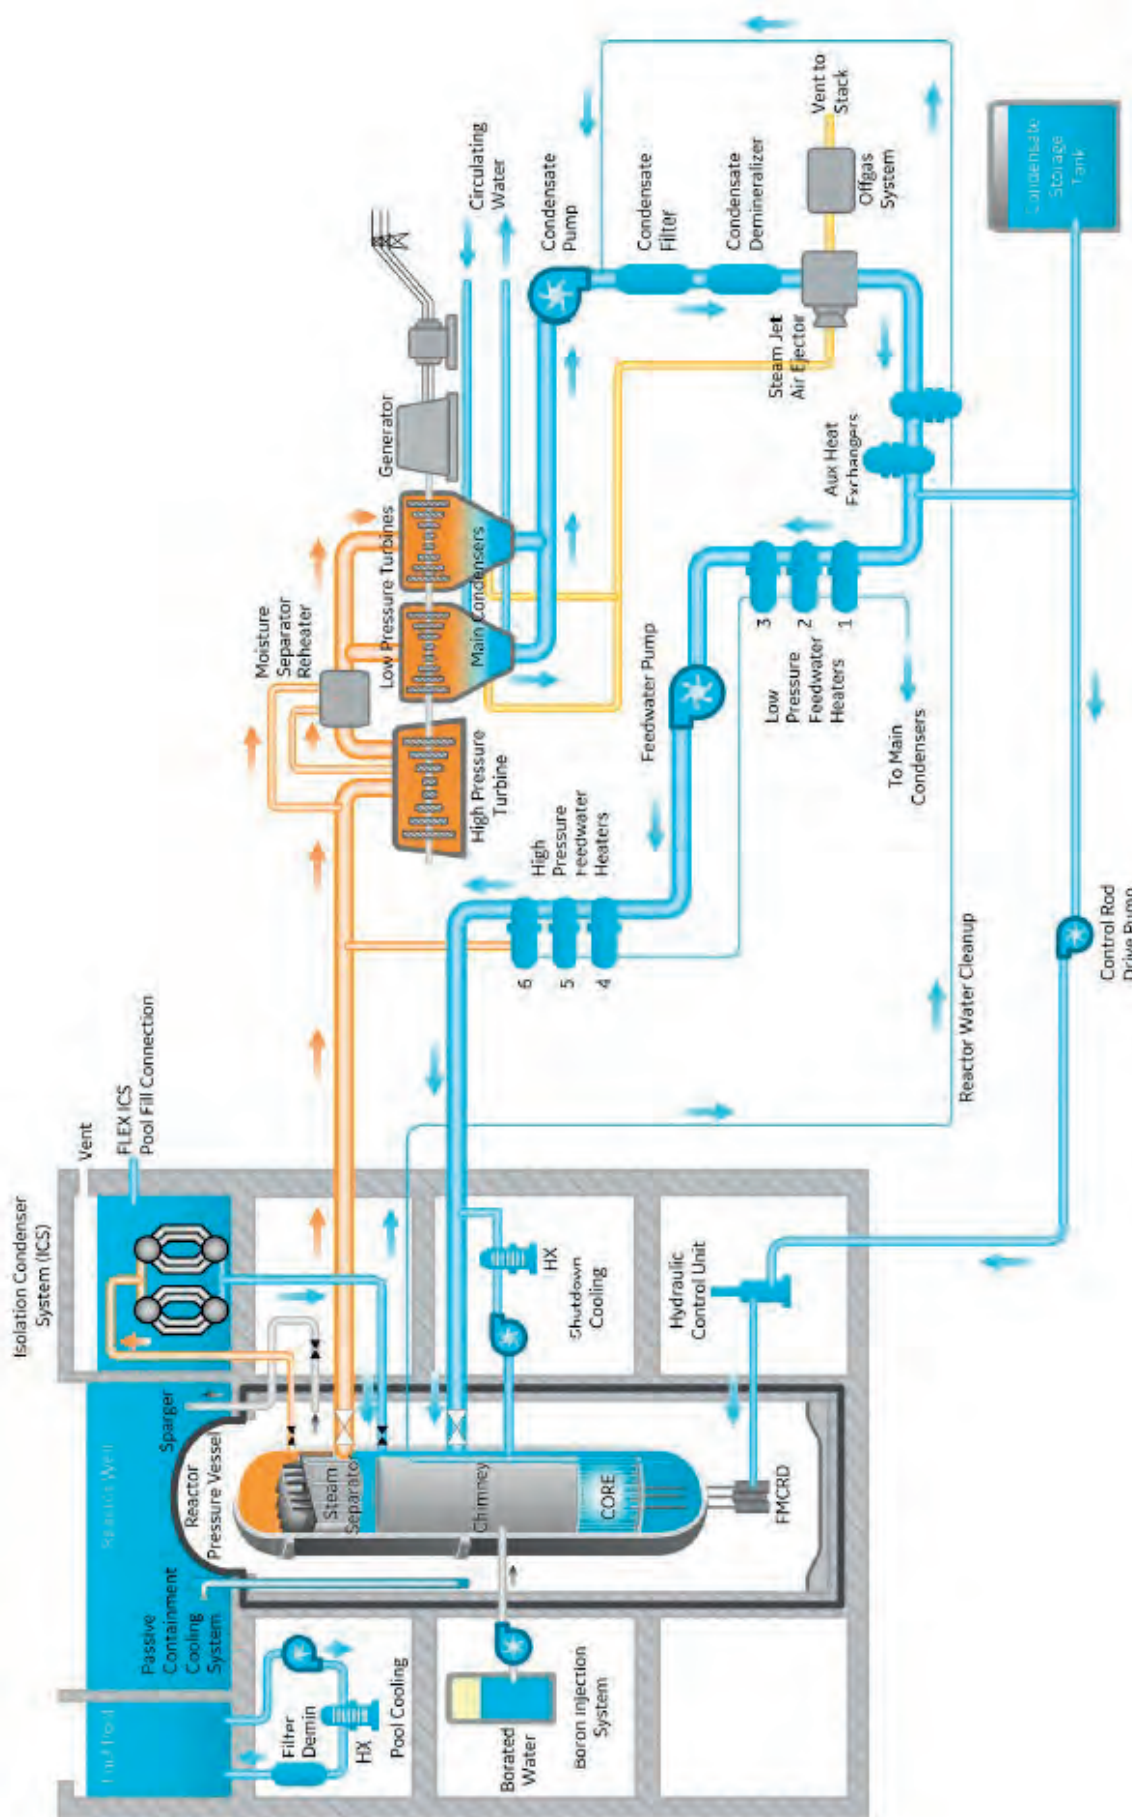 Isolation Condenser
System (ICS)
Vent
FLEX ICS
Pool Fill Connection
Reactor Well
Fuel Pool
Sparger
Reactor
Pressure Vessel
Passive
Containment
Cooling
System
Filter
Demin
HX
Pool Cooling
Borated
Water
Boron Injection
System
Steam
Separator
Chimney
CORE
FMCRD
HX
Shutdown
Cooling
Hydraulic
Control Unit
Moisture
Separator
Reheater
High Pressure
Turbine
Low Pressure Turbines
Main Condensers
Generator
Circulating
Water
Condensate
Pump
Condensate
Filter
Condensate
Demineralizer
Steam Jet
Air Ejector
Offgas
System
Vent to
Stack
Condensate
Storage
Tank
Aux Heat
Exchangers
3
2
1
Low
Pressure
Feedwater
Heaters
To Main
Condensers
Feedwater Pump
High
Pressure
Feedwater
Heaters
6
5
4
Reactor Water Cleanup
Control Rod
Drive Pump